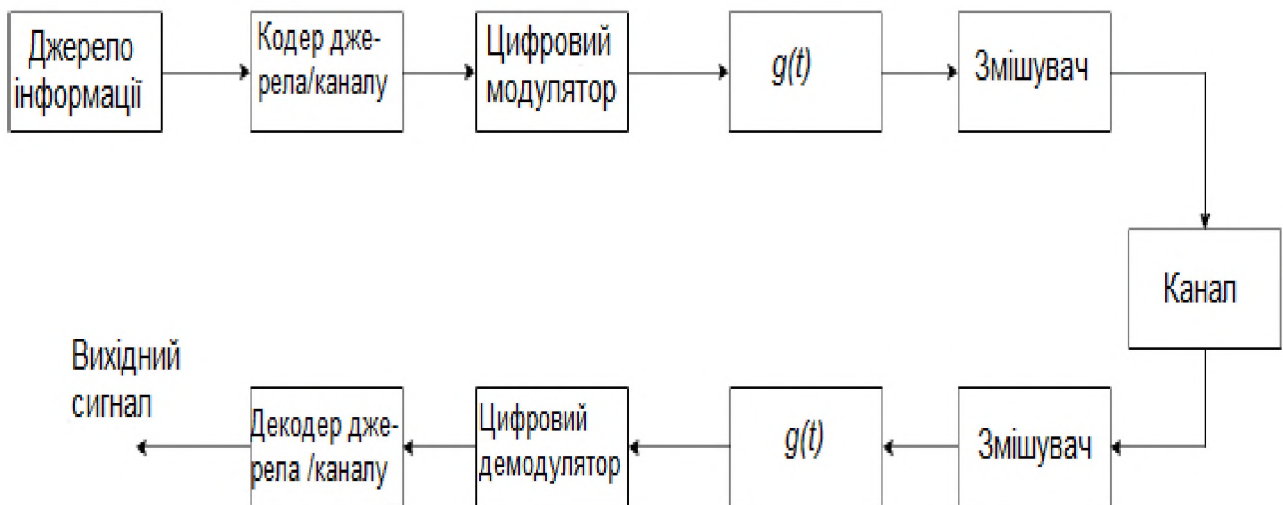 Джерело
інформації
Кодер дже-
рела/каналу
Цифровий
модулятор
g(t)
Змішувач
Канал
Змішувач
g(t)
Цифровий
демодулятор
Декодер дже-
рела /каналу
Вихідний
сигнал